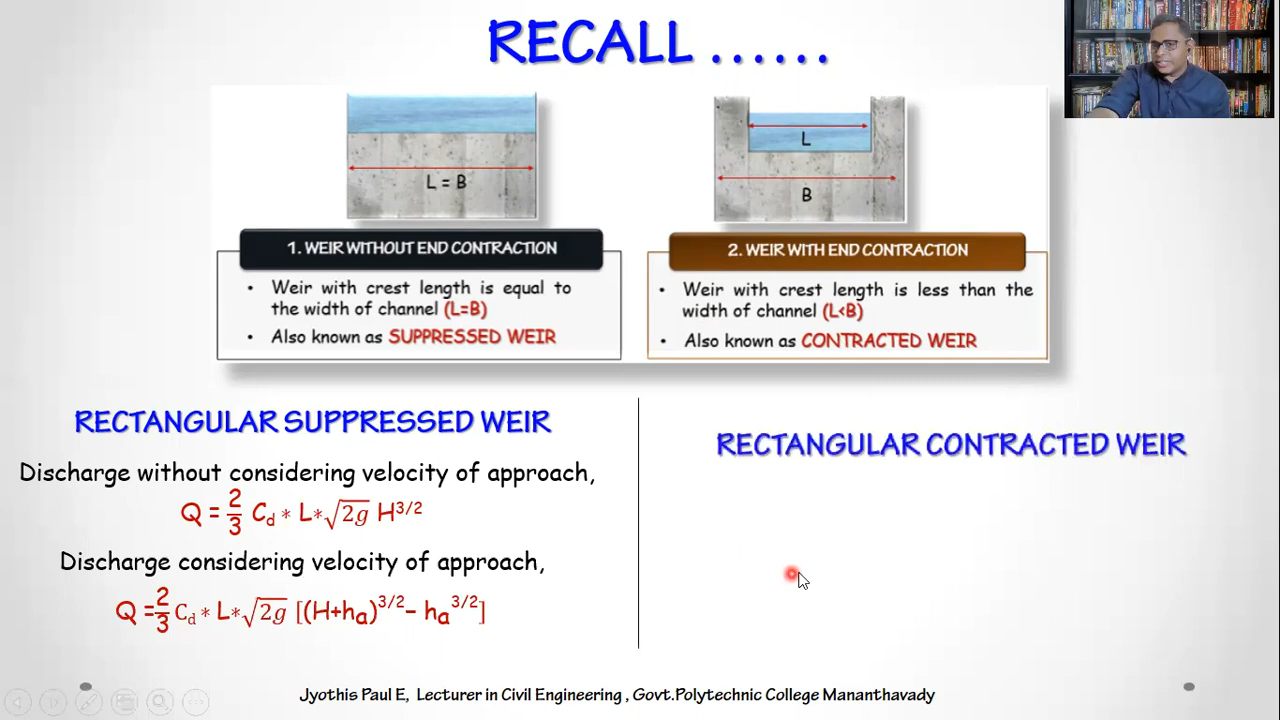 RECALL ......
L = B
L
B
1. WEIR WITHOUT END CONTRACTION
• Weir with crest length is equal to
the width of channel (L=B)
• Also known as SUPPRESSED WEIR
2. WEIR WITH END CONTRACTION
• Weir with crest length is less than the
width of channel (L<B)
• Also known as CONTRACTED WEIR
RECTANGULAR SUPPRESSED WEIR
Discharge without considering velocity of approach,
Q = 2/3 Cd * L*√2g H^3/2
Discharge considering velocity of approach,
Q =2/3 Cd * L*√2g [(H+ha)^3/2– ha^3/2]
RECTANGULAR CONTRACTED WEIR
Jyothis Paul E, Lecturer in Civil Engineering , Govt.Polytechnic College Mananthavady